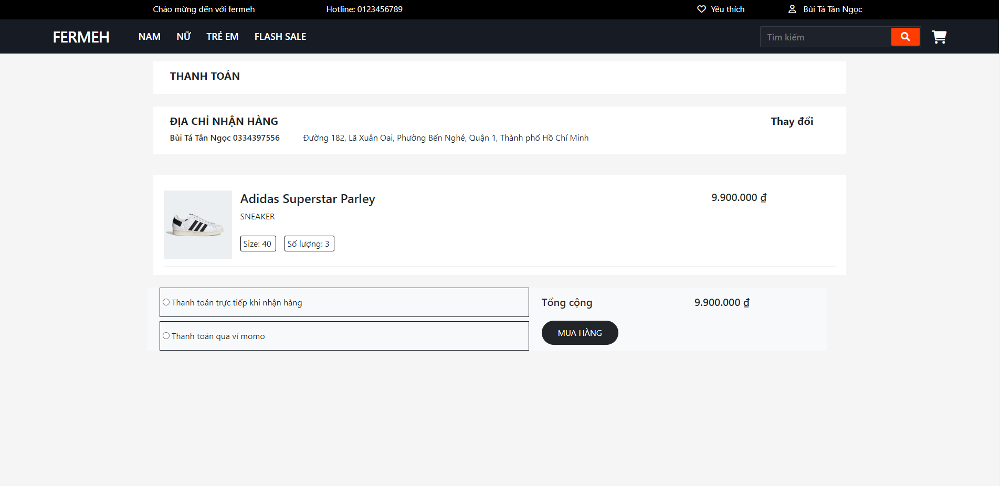 Chào mừng đến với fermeh Hotline: 0123456789 Yêu thích Bùi Tá Tân Ngọc
FERMEH NAM NỮ TRẺ EM FLASH SALE Tìm kiếm
THANH TOÁN
ĐỊA CHỈ NHẬN HÀNG Thay đổi
Bùi Tá Tân Ngọc 0334397556 Đường 182, Lã Xuân Oai, Phường Bến Nghé, Quận 1, Thành phố Hồ Chí Minh
Adidas Superstar Parley 9.900.000 ₫
SNEAKER
Size: 40 Số lượng: 3
Thanh toán trực tiếp khi nhận hàng Tổng cộng 9.900.000 ₫
Thanh toán qua ví momo MUA HÀNG